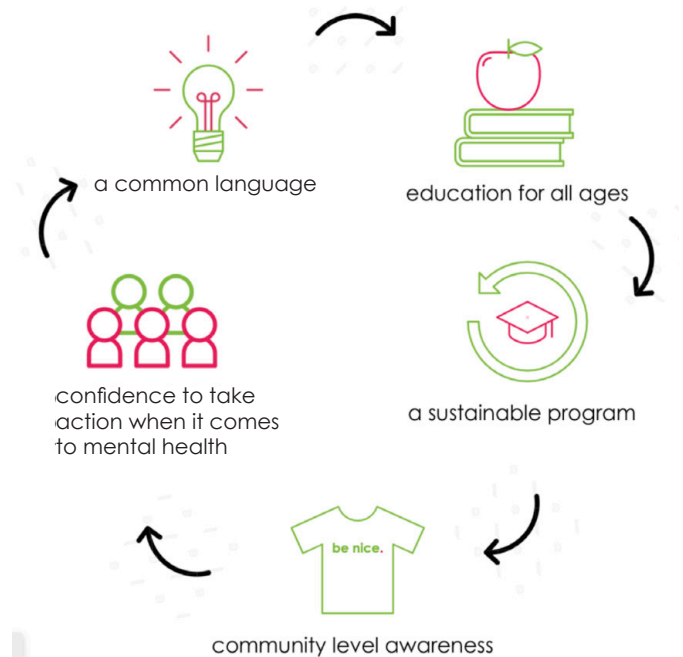 a common language
education for all ages
a sustainable program
be nice.
community level awareness
confidence to take
action when it comes
to mental health